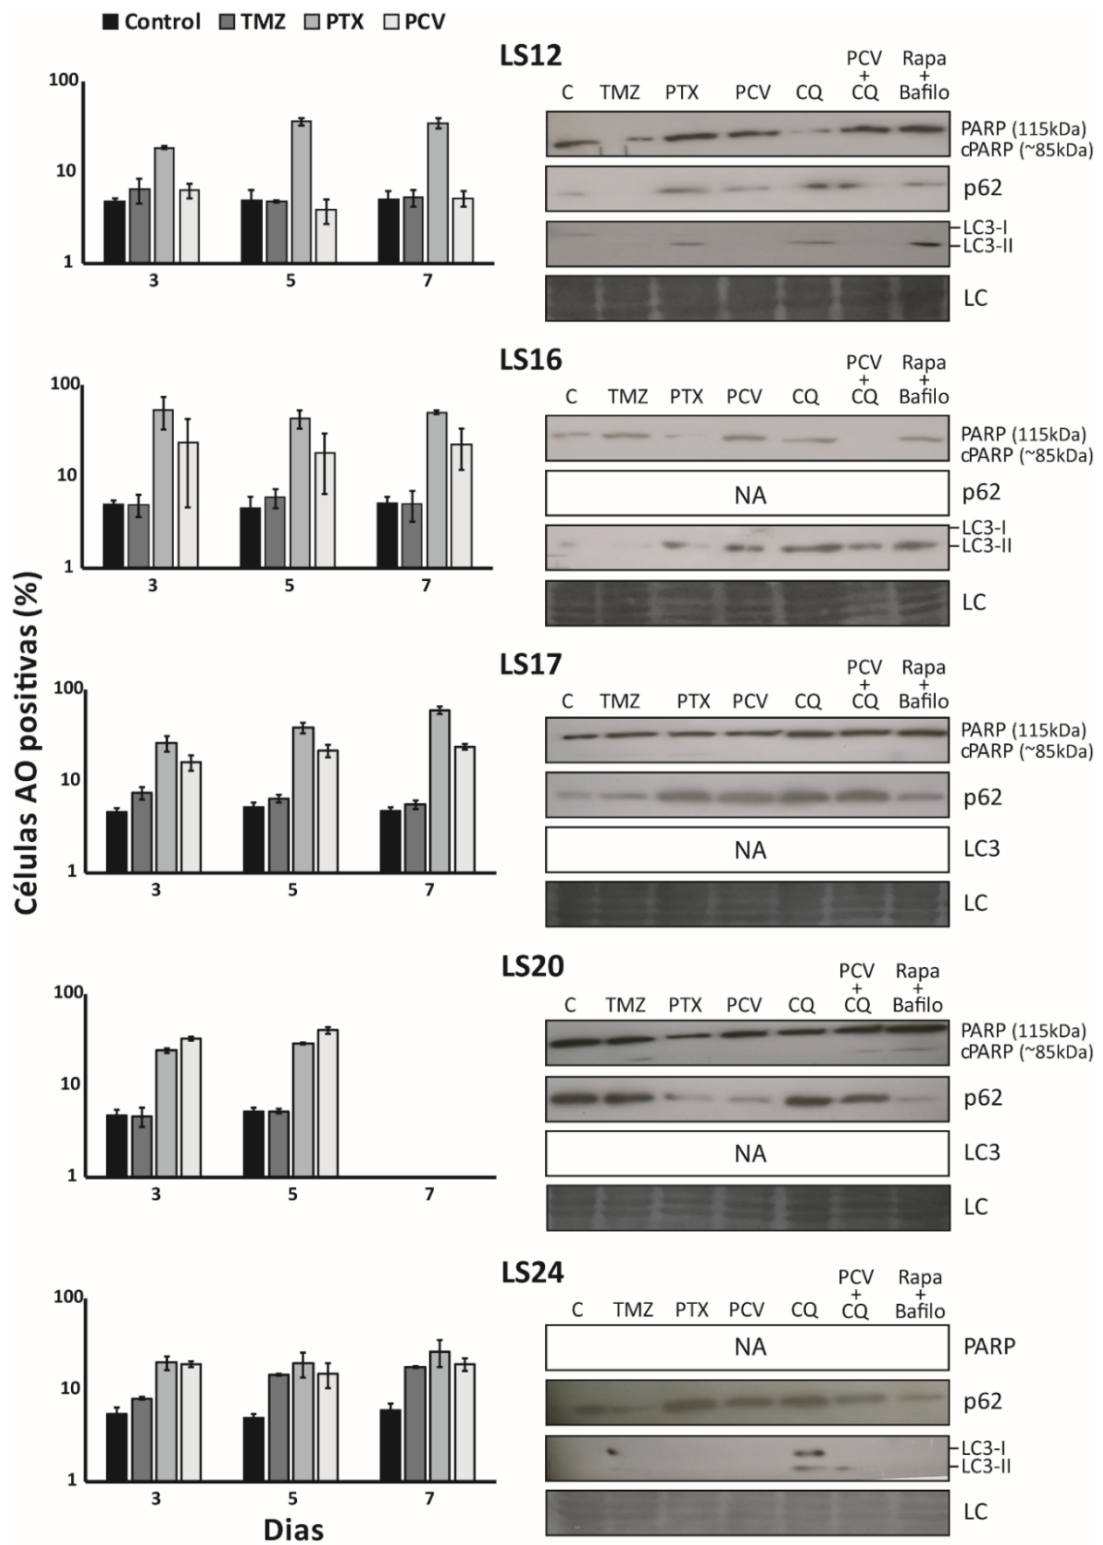 Control TMZ PTX PCV
Células AO positivas (%)
LS12
100
10
1
3 5 7
PCV Rapa
+ +
C TMZ PTX PCV CQ CQ Bafilo
PARP (115kDa)
cPARP (~85kDa)
p62
LC3-I
LC3-II
LC
LS16
100
10
1
3 5 7
PCV Rapa
+ +
C TMZ PTX PCV CQ CQ Bafilo
PARP (115kDa)
cPARP (~85kDa)
NA p62
LC3-I
LC3-II
LC
LS17
100
10
1
3 5 7
PCV Rapa
+ +
C TMZ PTX PCV CQ CQ Bafilo
PARP (115kDa)
cPARP (~85kDa)
p62
NA LC3
LC
LS20
100
10
1
3 5 7
PCV Rapa
+ +
C TMZ PTX PCV CQ CQ Bafilo
PARP (115kDa)
cPARP (~85kDa)
p62
NA LC3
LC
LS24
100
10
1
3 5 7
Dias
PCV Rapa
+ +
C TMZ PTX PCV CQ CQ Bafilo
NA PARP
p62
LC3-I
LC3-II
LC